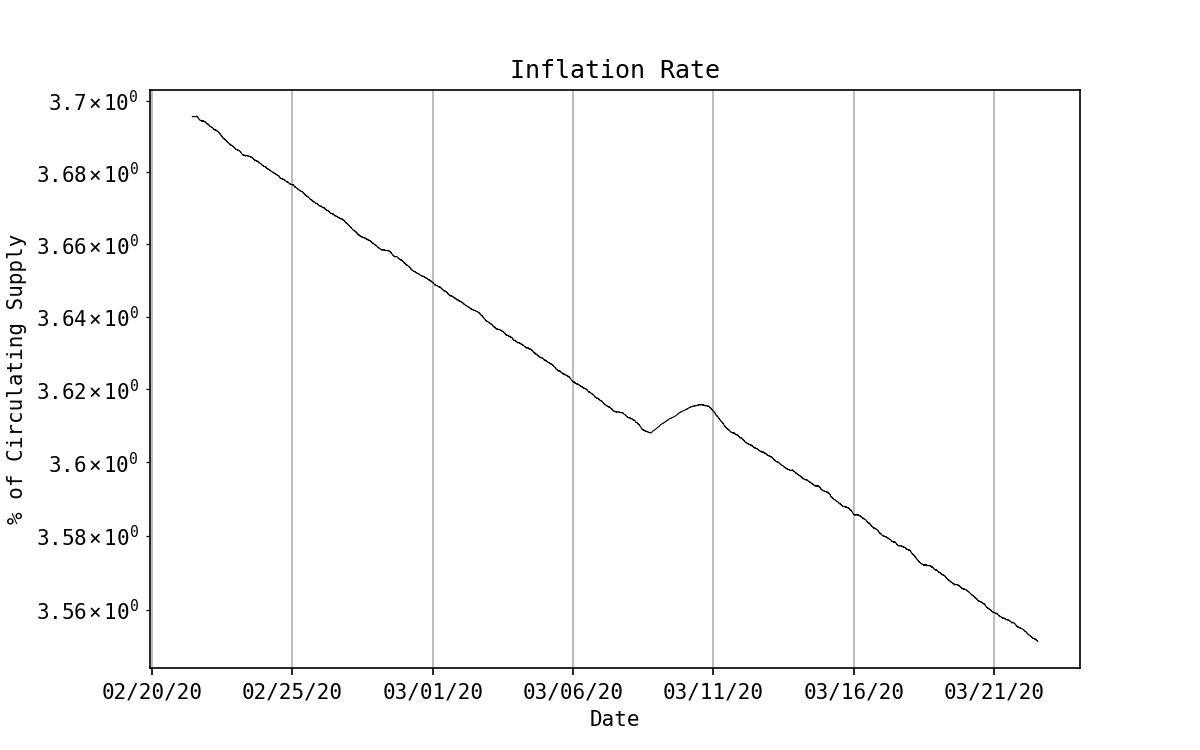 Inflation Rate
3.7×10⁰
3.68×10⁰
3.66×10⁰
3.64×10⁰
3.62×10⁰
3.6×10⁰
3.58×10⁰
3.56×10⁰
% of Circulating Supply
02/20/20 02/25/20 03/01/20 03/06/20 03/11/20 03/16/20 03/21/20
Date